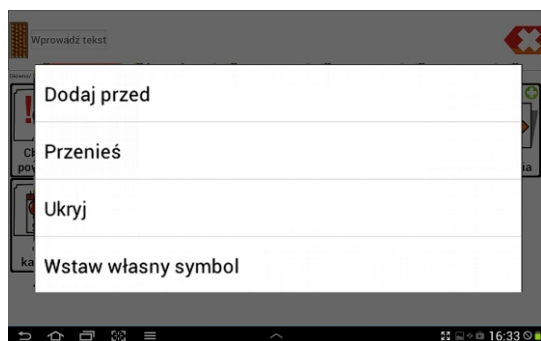 Wprowadź tekst
Dodaj przed
Przenieś
Ukryj
Wstaw własny symbol
16:33